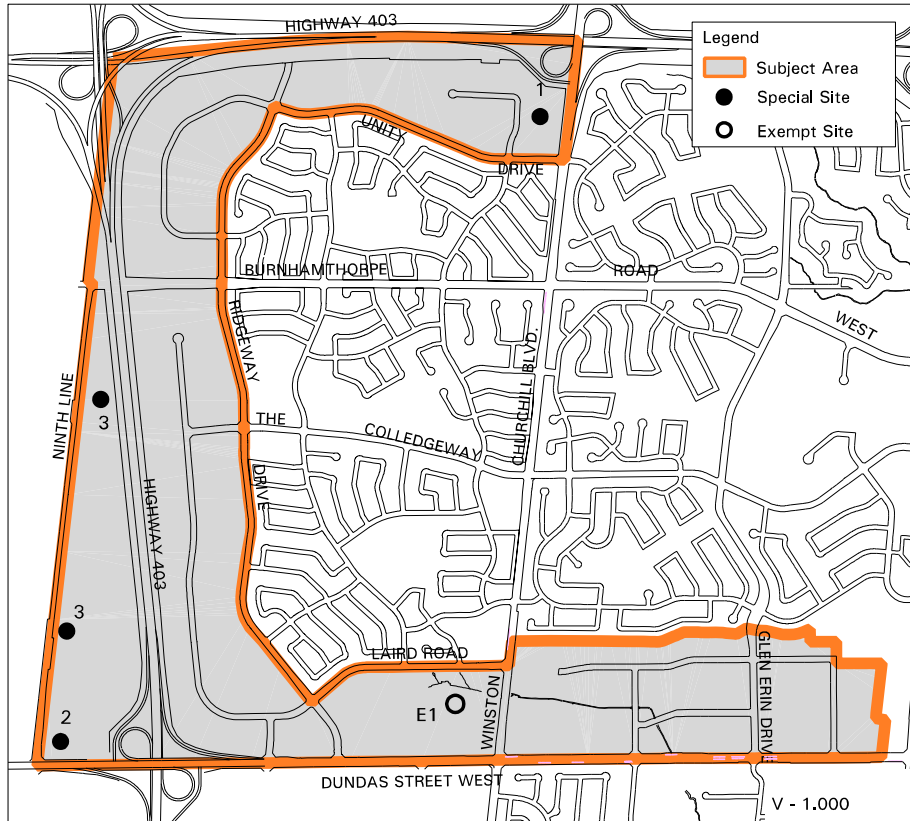 HIGHWAY 403
Legend
Subject Area
Special Site
Exempt Site
1
UNITY
DRIVE
BURNHAMTHORPE
ROAD
WEST
RIDGEWAY
DRIVE
THE
COLLEDGEWAY
WINSTON
CHURCHILL BLVD.
NINTH LINE
3
HIGHWAY 403
3
2
LAIRD ROAD
E1
GLEN ERIN DRIVE
DUNDAS STREET WEST
V - 1.000